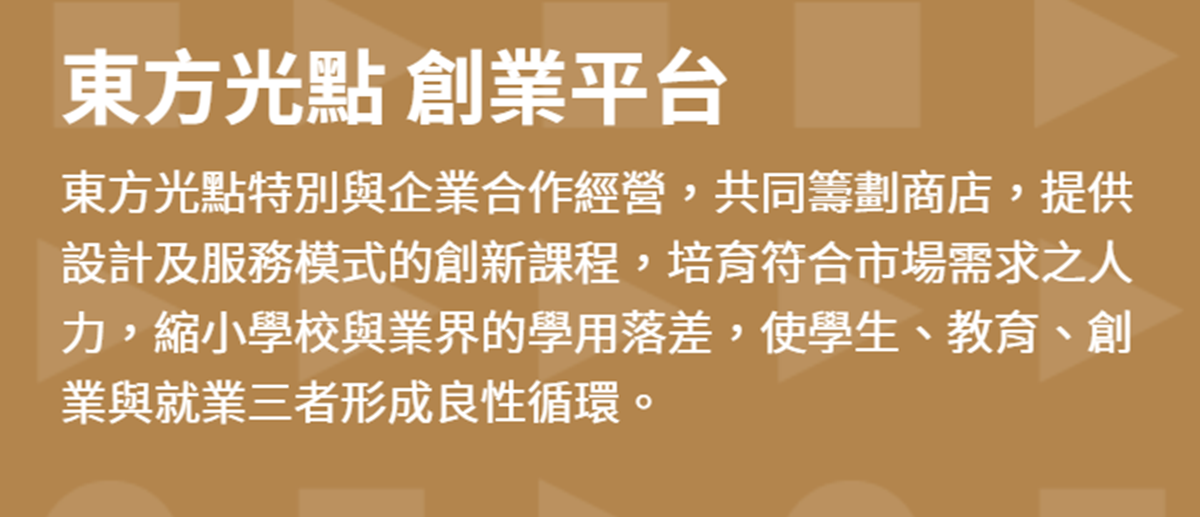 東方光點 創業平台
東方光點特別與企業合作經營，共同籌劃商店，提供
設計及服務模式的創新課程，培育符合市場需求之人
力，縮小學校與業界的學用落差，使學生、教育、創
業與就業三者形成良性循環。